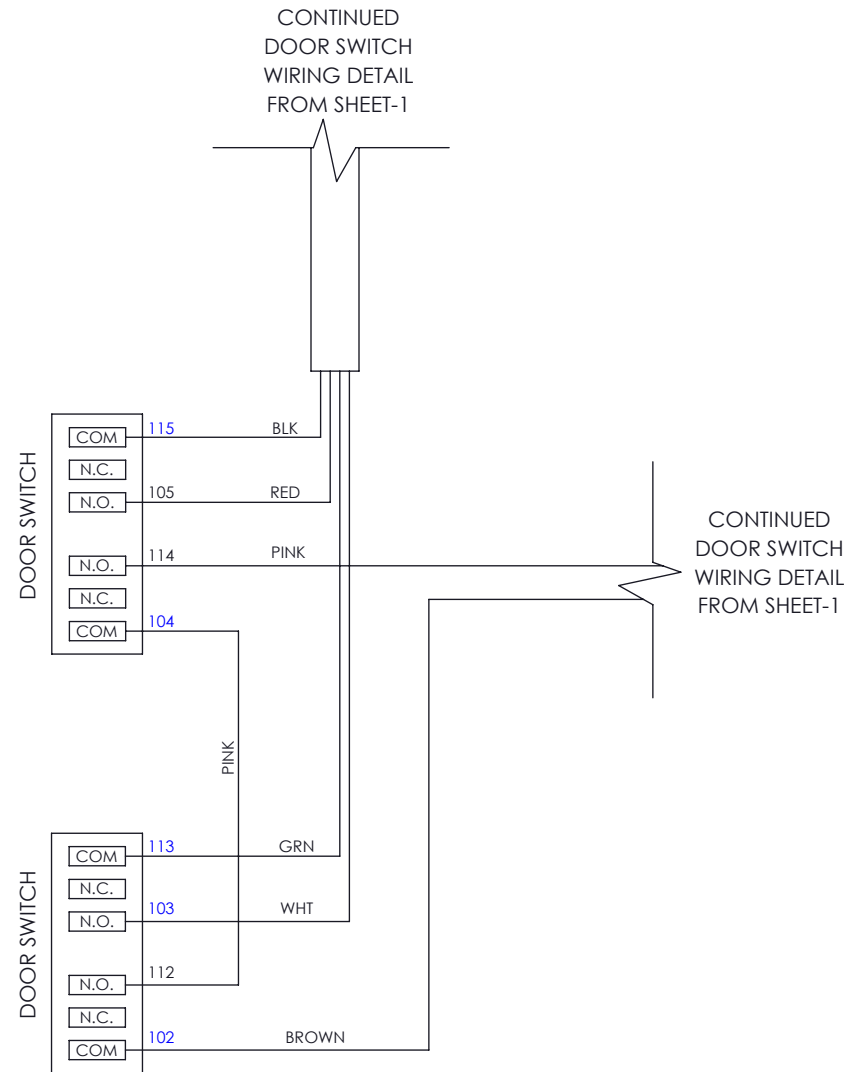 CONTINUED
DOOR SWITCH
WIRING DETAIL
FROM SHEET-1
DOOR SWITCH
COM
115
BLK
N.C.
N.O.
105
RED
N.O.
114
PINK
N.C.
COM
104
CONTINUED
DOOR SWITCH
WIRING DETAIL
FROM SHEET-1
PINK
DOOR SWITCH
COM
113
GRN
N.C.
N.O.
103
WHT
N.O.
112
N.C.
COM
102
BROWN